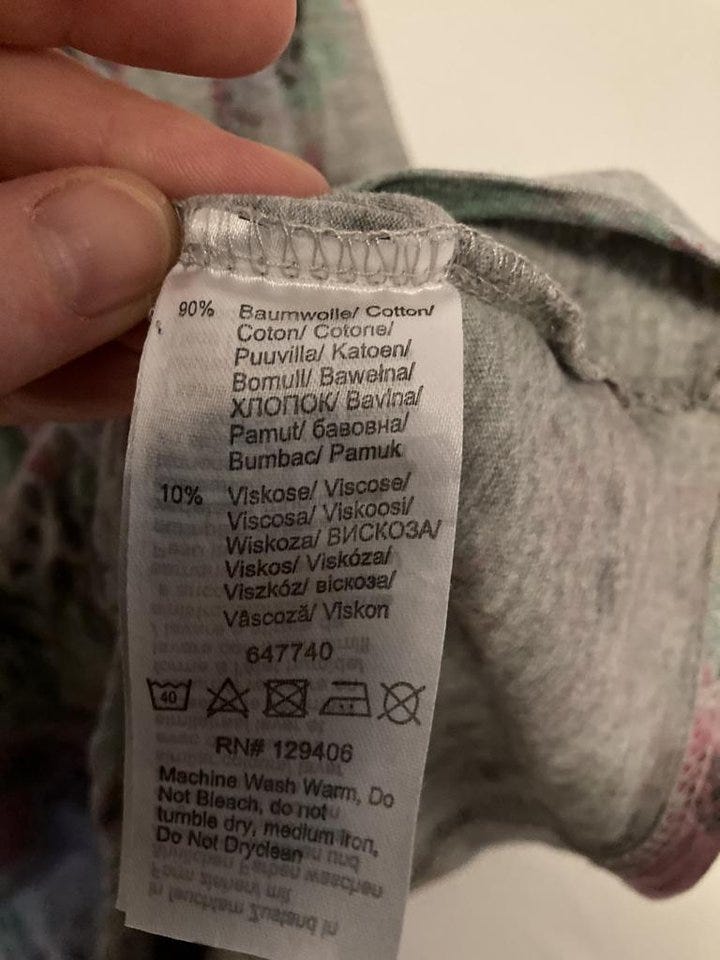 90% Baumwolle/ Cotton/
Coton/ Cotone/
Puuvilla/ Katoen/
Bomull/ Bawełna/
ХЛОПОК/ Bavlna/
Pamut/ бавовна/
Bumbac/ Pamuk
10% Viskose/ Viscose/
Viscosa/ Viskoosi/
Wiskoza/ ВИСКОЗА/
Viskos/ Viskóza/
Viszkóz/ віскоза/
Vâscoză/ Viskon
647740
40
RN# 129406
Machine Wash Warm, Do
Not Bleach, do not
tumble dry, medium iron,
Do Not Dryclean